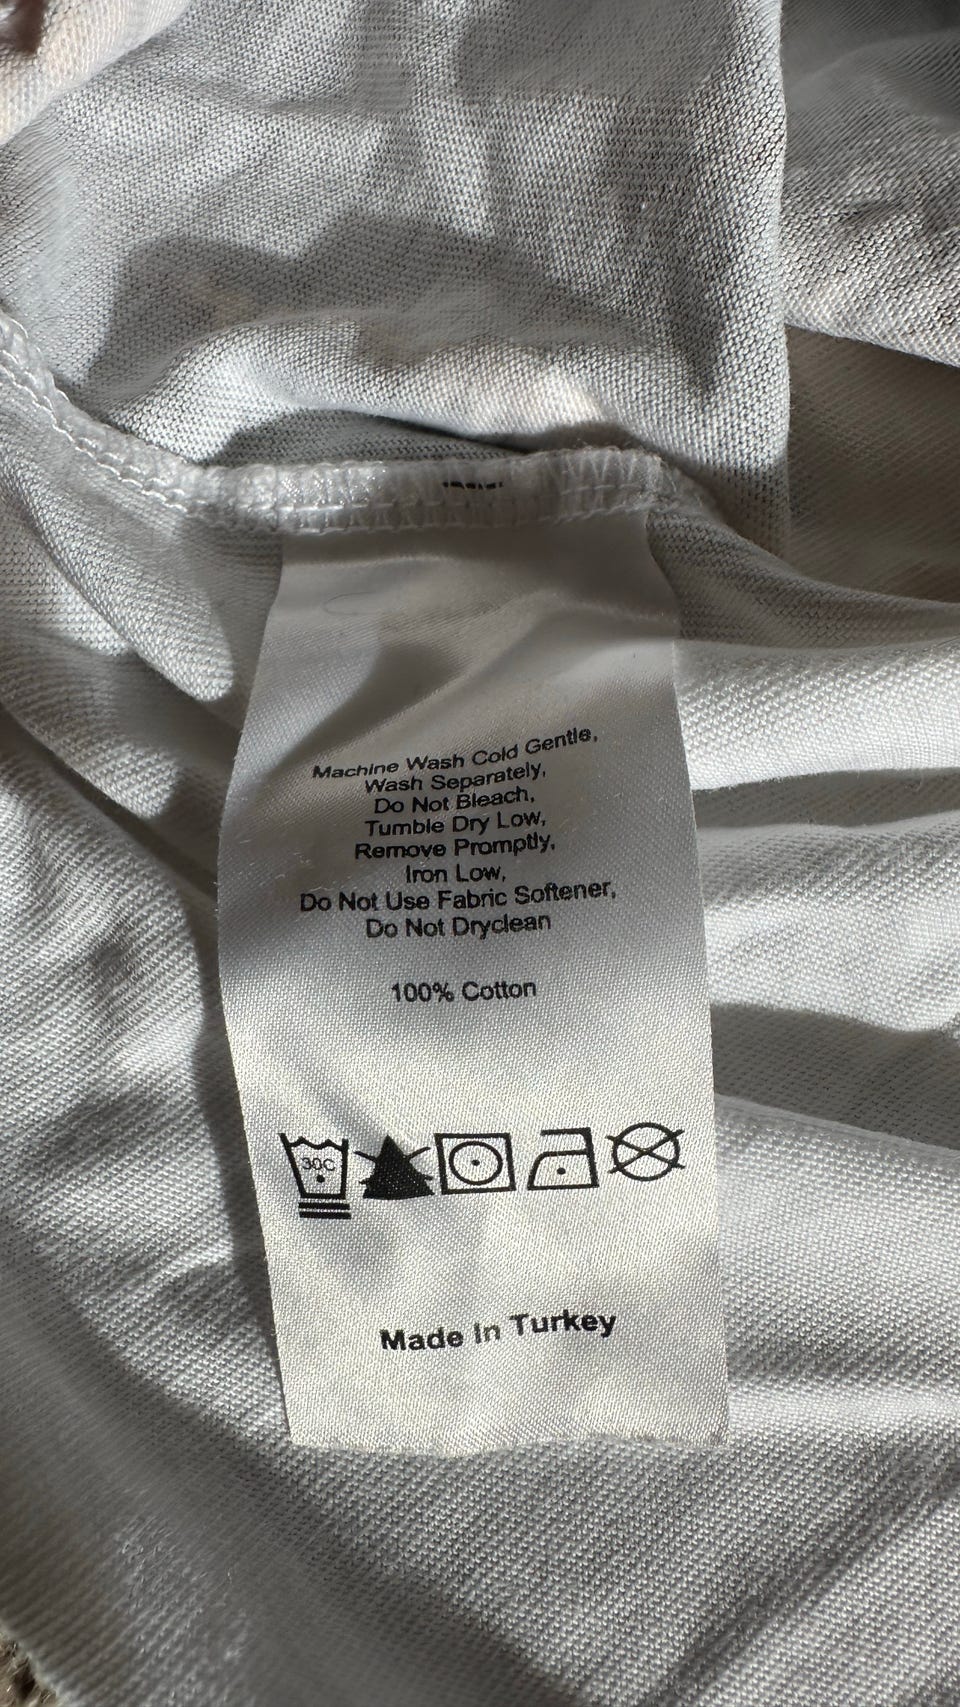 Machine Wash Cold Gentle,
Wash Separately,
Do Not Bleach,
Tumble Dry Low,
Remove Promptly,
Iron Low,
Do Not Use Fabric Softener,
Do Not Dryclean
100% Cotton
30C
Made In Turkey